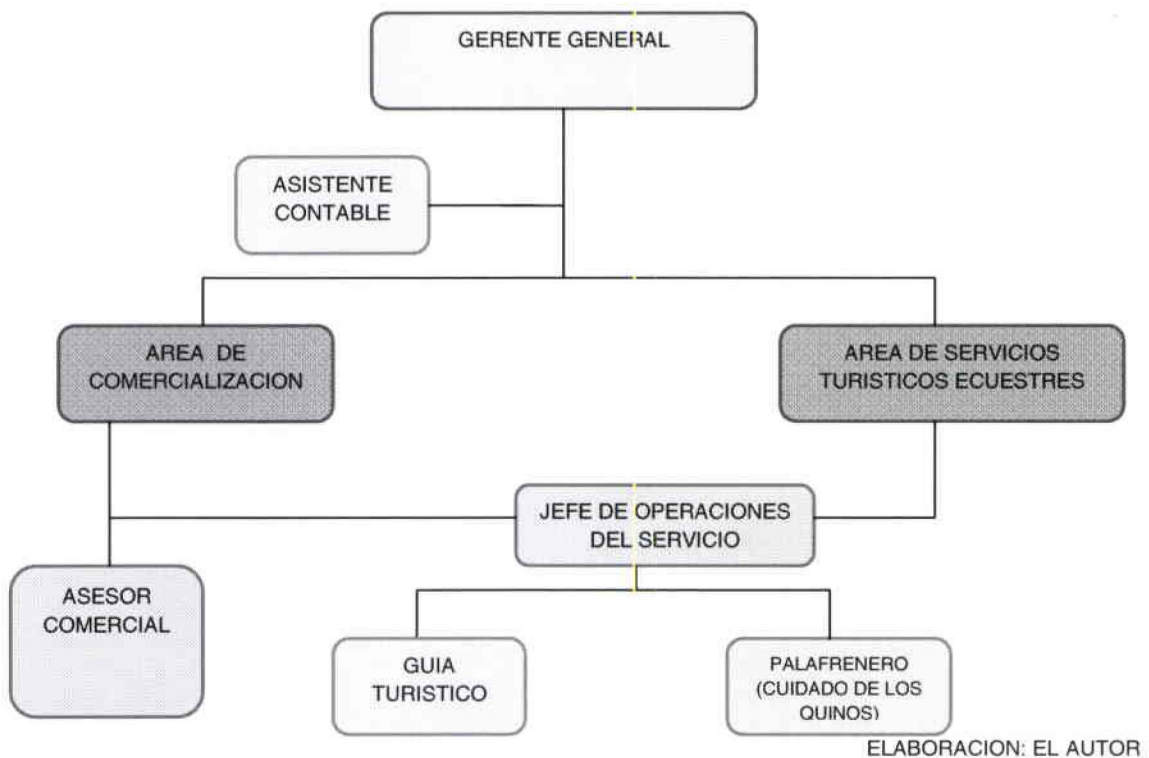 GERENTE GENERAL
ASISTENTE
CONTABLE
AREA DE
COMERCIALIZACION
AREA DE SERVICIOS
TURISTICOS ECUESTRES
JEFE DE OPERACIONES
DEL SERVICIO
ASESOR
COMERCIAL
GUIA
TURISTICO
PALAFRENERO
(CUIDADO DE LOS
QUINOS)
ELABORACION: EL AUTOR